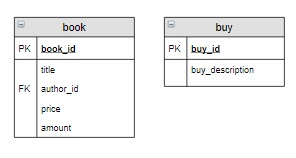 book
PK book_id
title
FK author_id
price
amount
buy
PK buy_id
buy_description